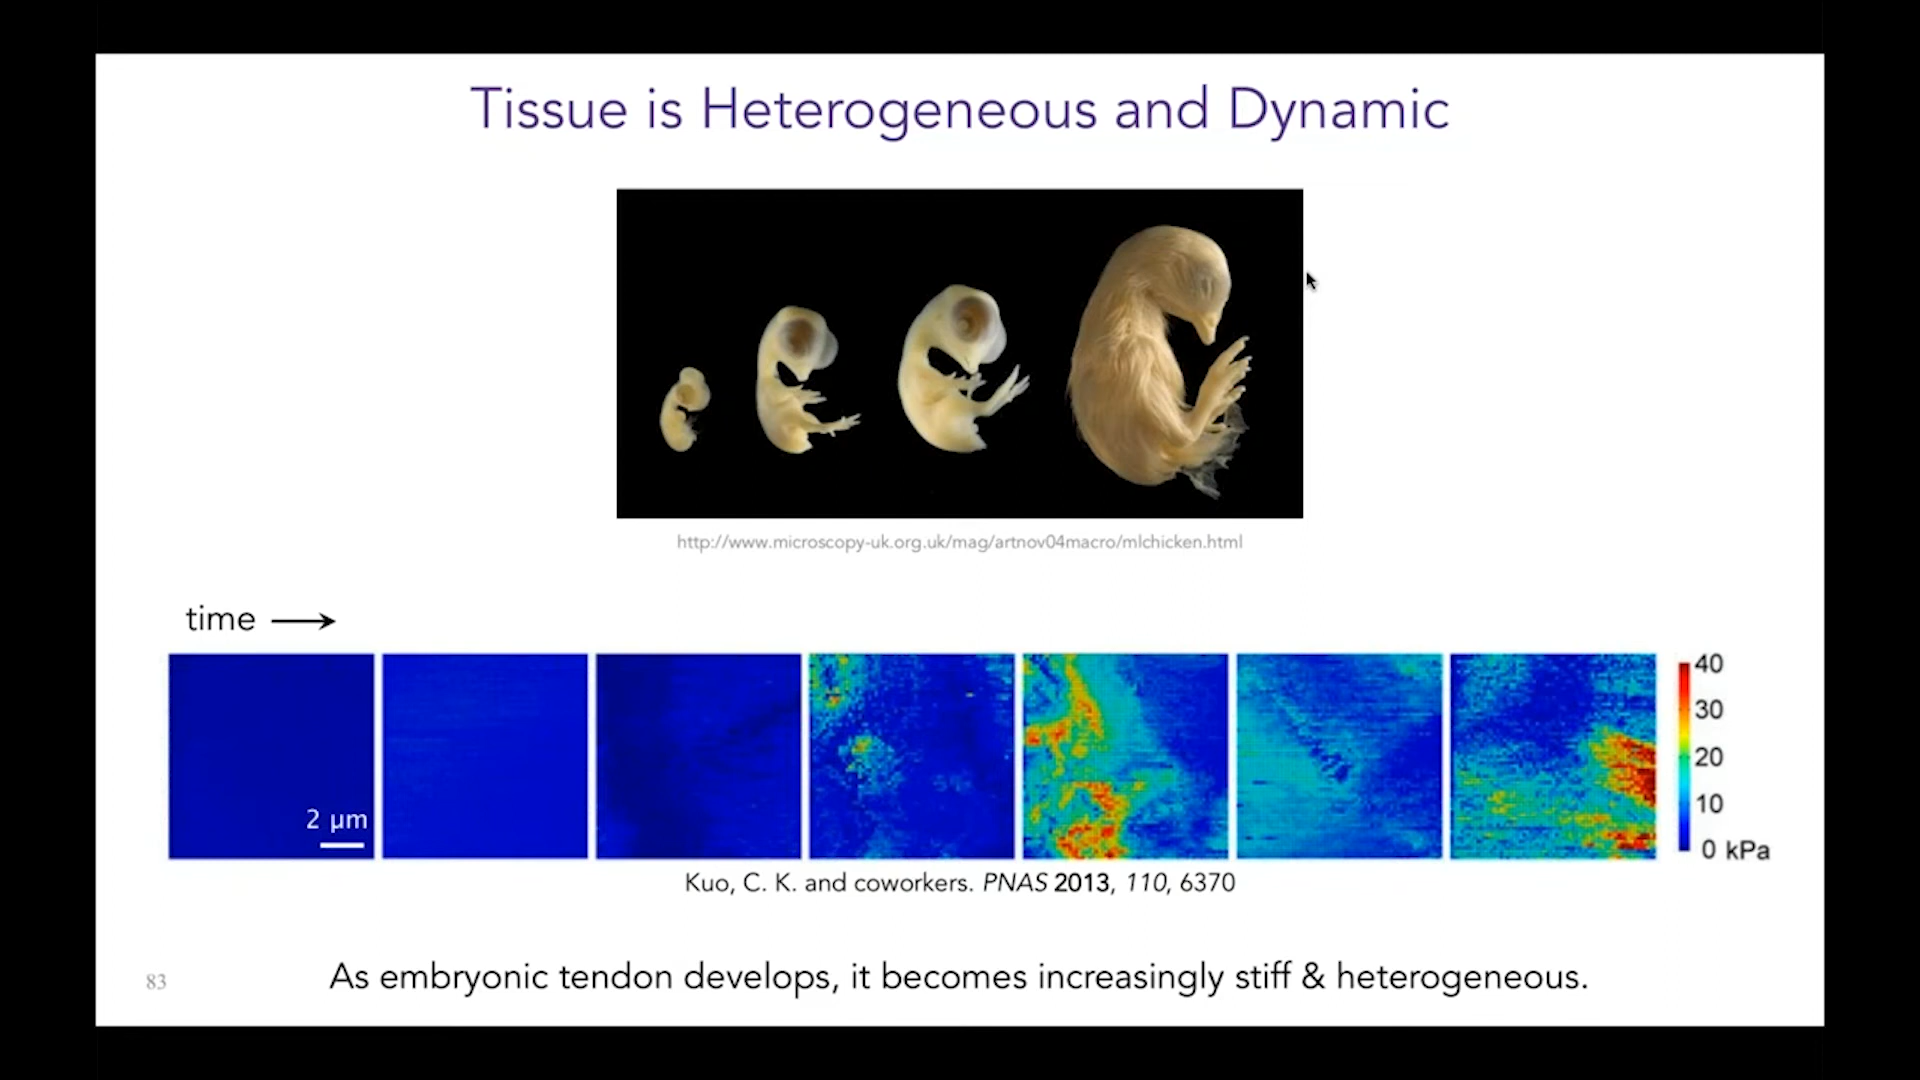 Tissue is Heterogeneous and Dynamic
http://www.microscopy-uk.org.uk/mag/artnov04macro/mlchicken.html
time
2 µm
40
30
20
10
0 kPa
Kuo, C. K. and coworkers. PNAS 2013, 110, 6370
As embryonic tendon develops, it becomes increasingly stiff & heterogeneous.
83